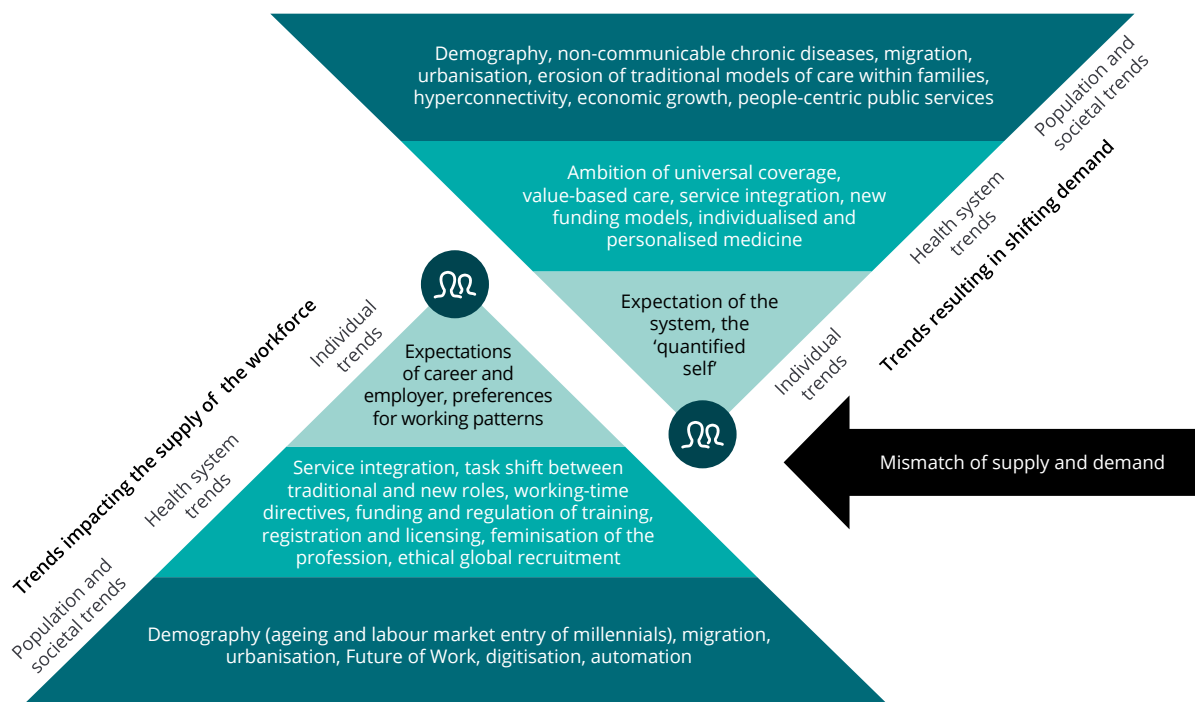 Demography, non-communicable chronic diseases, migration,
urbanisation, erosion of traditional models of care within families,
hyperconnectivity, economic growth, people-centric public services
Population and
societal trends
Ambition of universal coverage,
value-based care, service integration, new
funding models, individualised and
personalised medicine
Health system
trends
Expectation of the
system, the
‘quantified
self’
Individual
trends
Trends resulting in shifting demand
Mismatch of supply and demand
Trends impacting the supply of the workforce
Individual
trends
Expectations
of career and
employer, preferences
for working patterns
Health system
trends
Service integration, task shift between
traditional and new roles, working-time
directives, funding and regulation of training,
registration and licensing, feminisation of the
profession, ethical global recruitment
Population and
societal trends
Demography (ageing and labour market entry of millennials), migration,
urbanisation, Future of Work, digitisation, automation